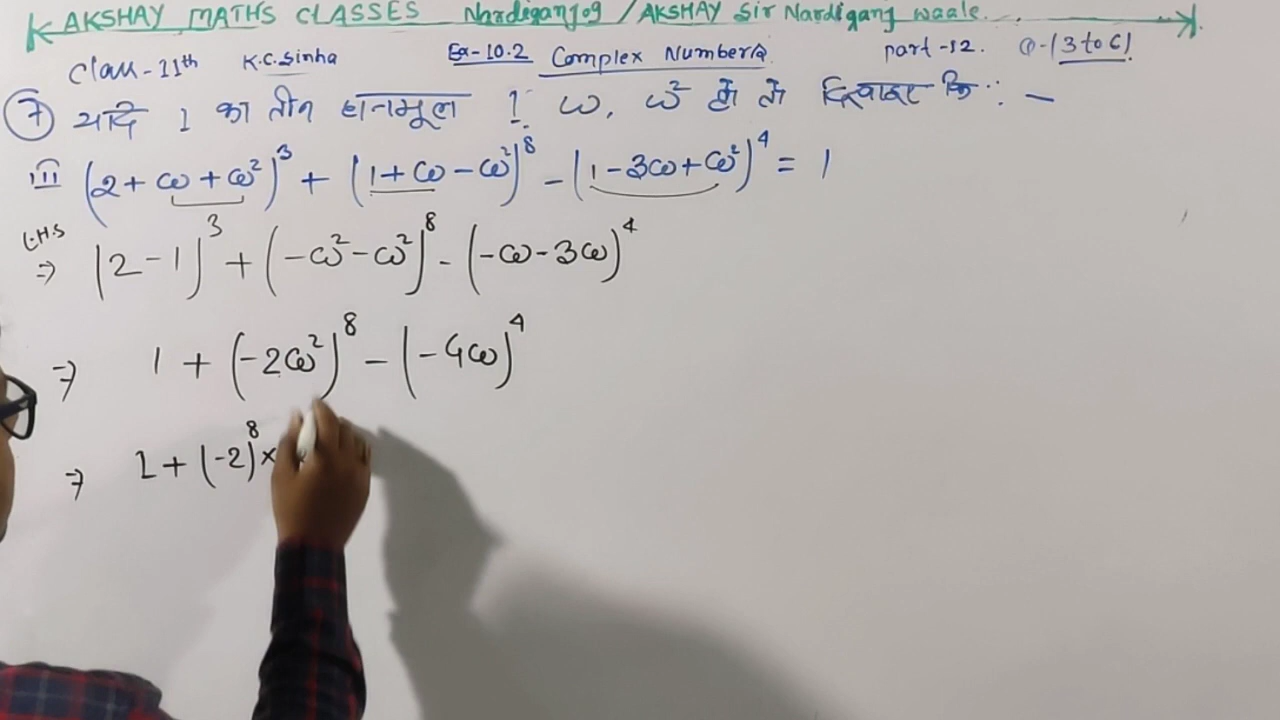 AKSHAY MATHS CLASSES Nardiganj09 / AKSHAY Sir Nardiganj waale.
Class-11th K.C.Sinha Ex-10.2 Complex Numbers part-12. Q-(3 to 6)
7 यदि 1 का तीन घनमूल 1, ω, ω² हो तो दिखाइए कि: -
iii (2+ω+ω²)³ + (1+ω-ω²)⁸ - (1-3ω+ω²)⁴ = 1
L.H.S
⇒ (2-1)³ + (-ω²-ω²)⁸ - (-ω-3ω)⁴
⇒ 1 + (-2ω²)⁸ - (-4ω)⁴
⇒ 1 + (-2)⁸ ×